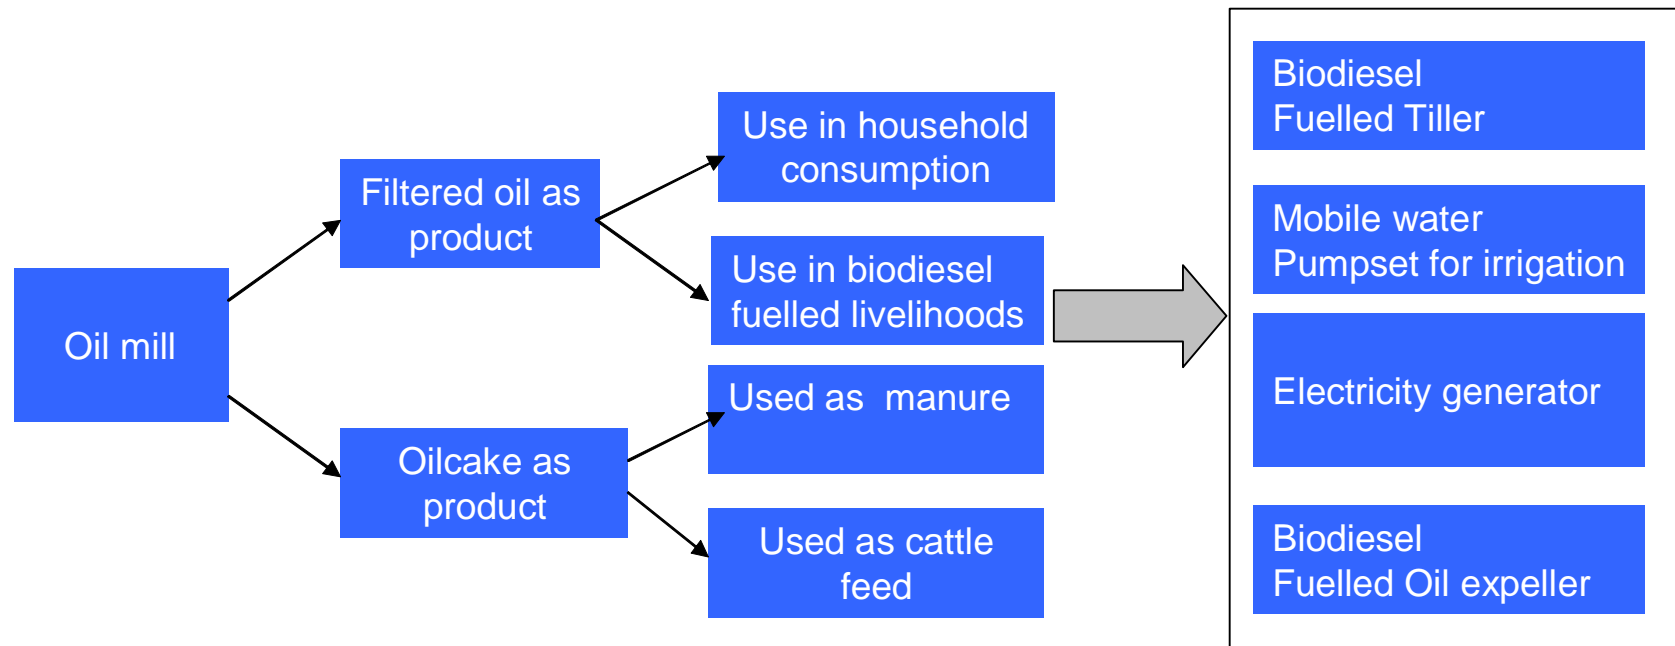 Oil mill
Filtered oil as
product
Oilcake as
product
Use in household
consumption
Use in biodiesel
fuelled livelihoods
Used as  manure
Used as cattle
feed
Biodiesel
Fuelled Tiller
Mobile water
Pumpset for irrigation
Electricity generator
Biodiesel
Fuelled Oil expeller